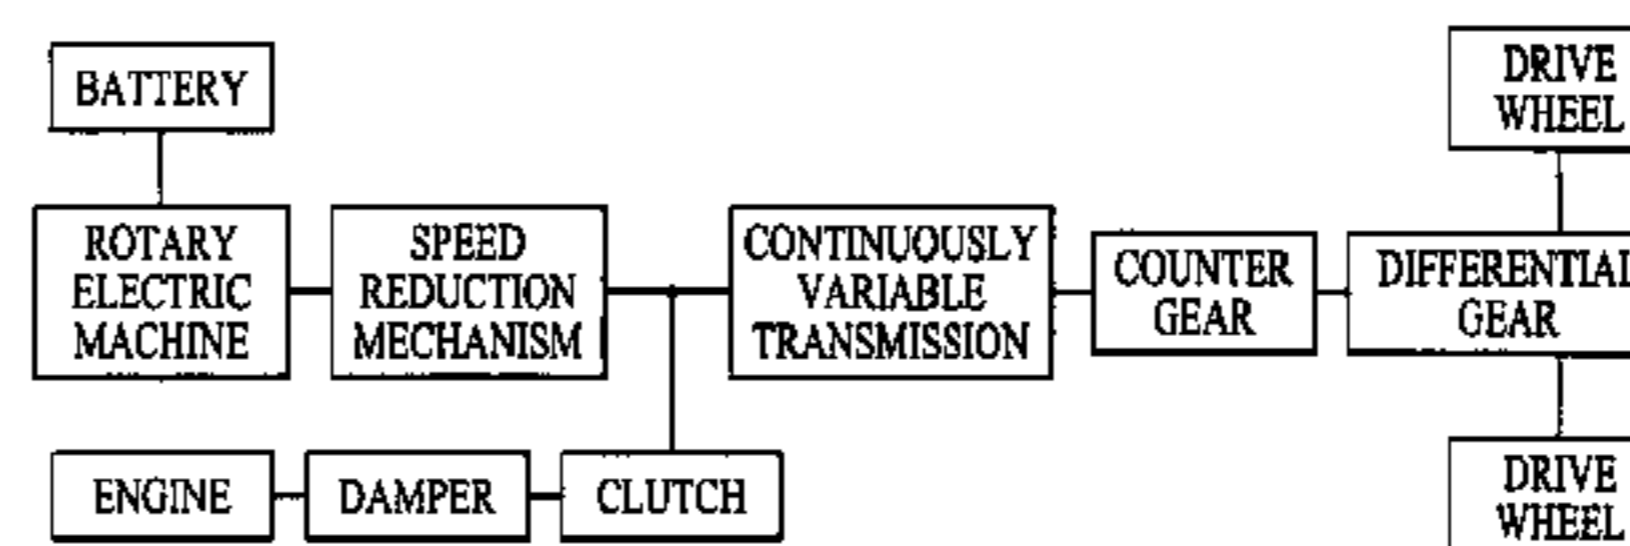 BATTERY
DRIVE
WHEEL
ROTARY
ELECTRIC
MACHINE
SPEED
REDUCTION
MECHANISM
CONTINUOUSLY
VARIABLE
TRANSMISSION
COUNTER
GEAR
DIFFERENTIAL
GEAR
ENGINE
DAMPER
CLUTCH
DRIVE
WHEEL